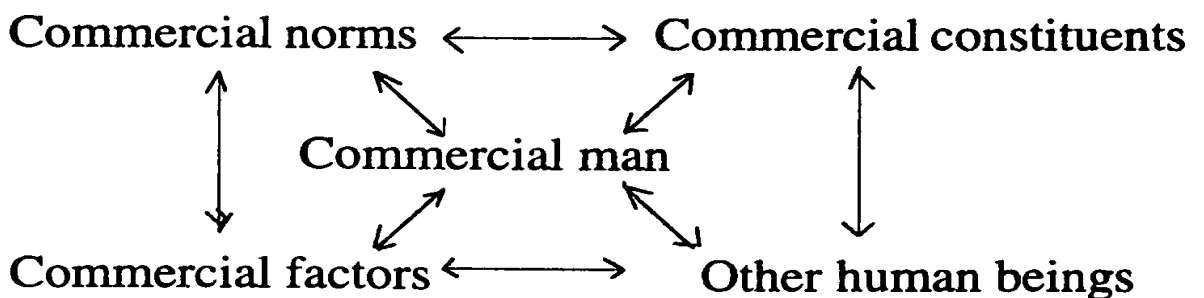 Commercial norms Commercial constituents
Commercial man
Commercial factors Other human beings